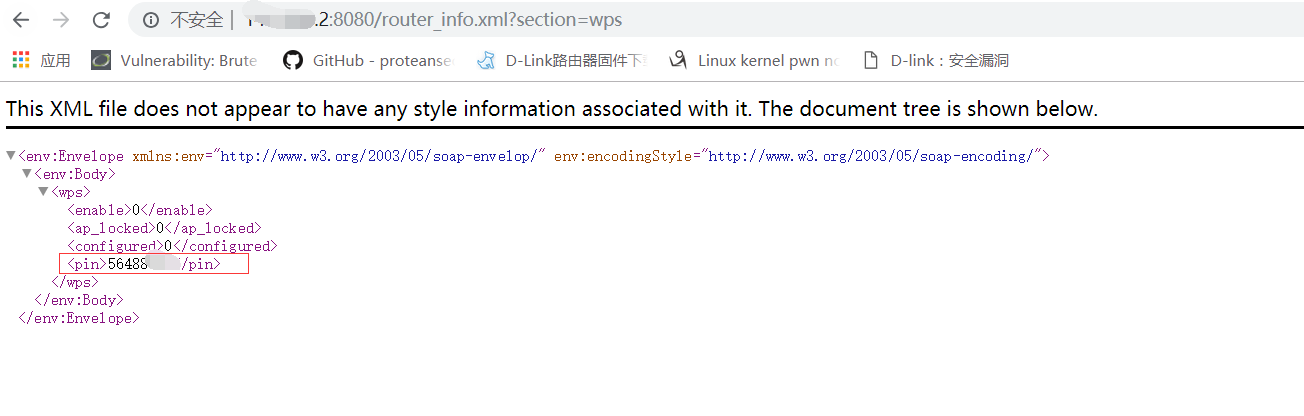 不安全 | .2:8080/router_info.xml?section=wps
应用 Vulnerability: Brute GitHub - proteansec D-Link路由器固件下 Linux kernel pwn D-link：安全漏洞
This XML file does not appear to have any style information associated with it. The document tree is shown below.
<env:Envelope xmlns:env="http://www.w3.org/2003/05/soap-envelop/" env:encodingStyle="http://www.w3.org/2003/05/soap-encoding/">
<env:Body>
<wps>
<enable>0</enable>
<ap_locked>0</ap_locked>
<configured>0</configured>
<pin>56488 /pin>
</wps>
</env:Body>
</env:Envelope>